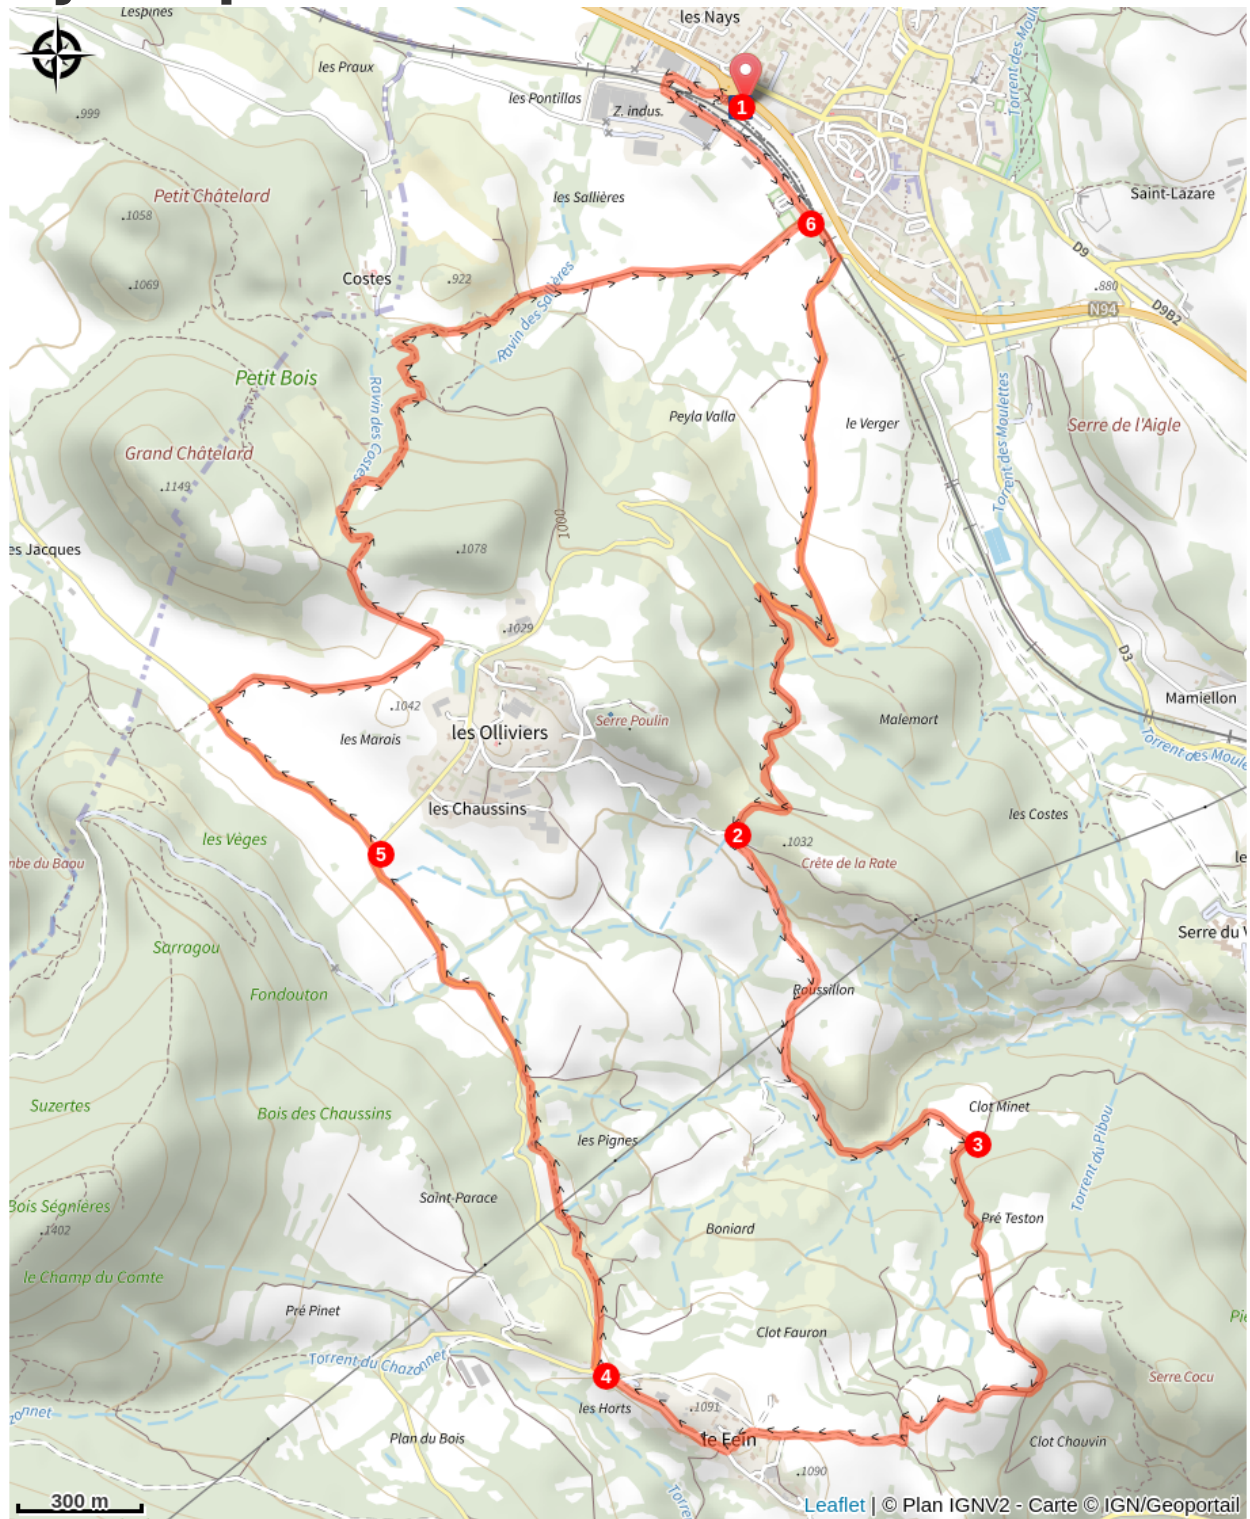 Lespines
les Nays
les Praux
les Pontillas
Z. indus.
Torrent des Moulettes
.999
1
Saint-Lazare
Petit Châtelard
les Sallières
.1058
6
D9
Costes
.922
.880
.1069
N94
D9B2
Ravin des Sallières
Petit Bois
Ravin des Costes
Peyla Valla
le Verger
Serre de l'Aigle
Torrent des Moulettes
Grand Châtelard
.1149
1000
.1078
es Jacques
.1029
D3
Mamiellon
.1042
Serre Poulin
Malemort
les Marais
les Olliviers
Torrent des Moule
les Chaussins
les Costes
2
les Vèges
.1032
5
mbe du Baou
Crête de la Rate
le
Serre du V
Sarragou
Fondouton
Roussillon
Suzertes
Bois des Chaussins
Clot Minet
les Pignes
3
Torrent du Pibou
Saint-Parace
Bois Ségnières
Pré Teston
.1402
Boniard
le Champ du Comte
Pré Pinet
Clot Fauron
Pie
Torrent du Chazonnet
4
Serre Cocu
les Horts
.1091
zonnet
Plan du Bois
le Fein
Clot Chauvin
.1090
Torre
300 m
Leaflet | © Plan IGNV2 - Carte © IGN/Geoportail